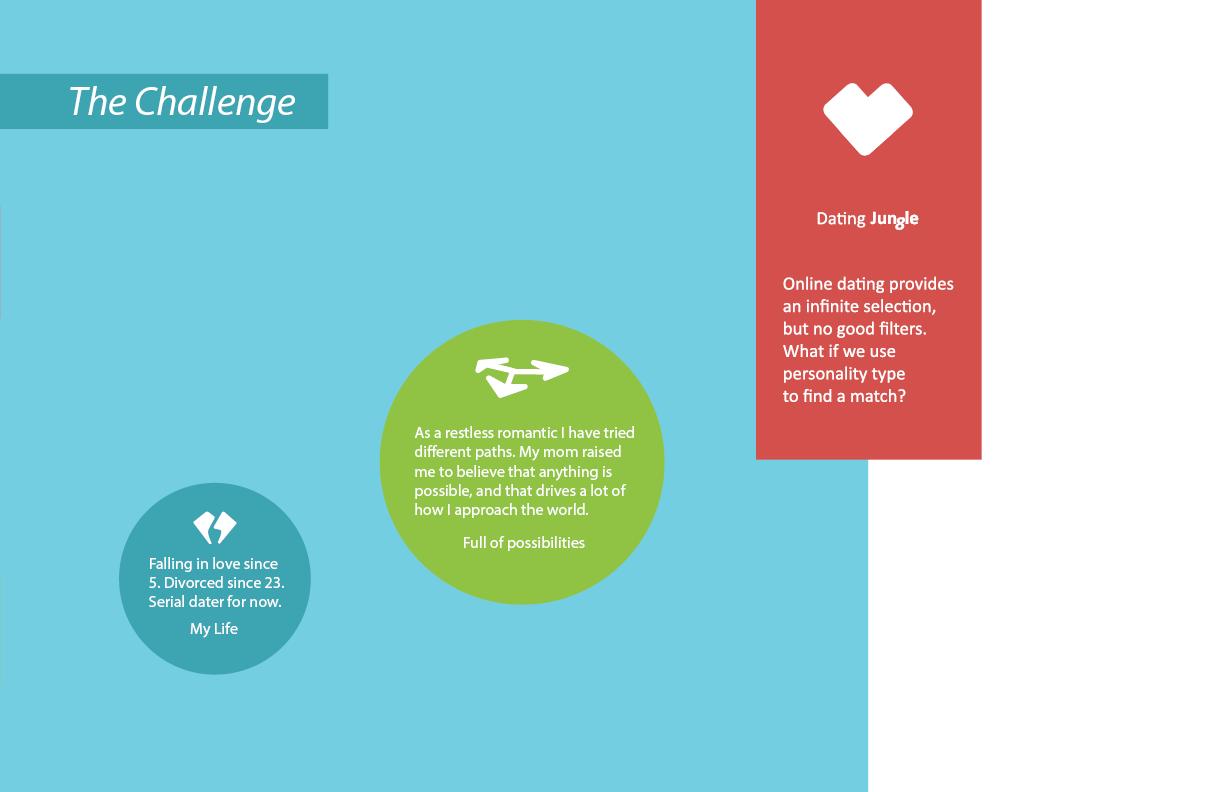 The Challenge
Dating Jungle
Online dating provides
an infinite selection,
but no good filters.
What if we use
personality type
to find a match?
As a restless romantic I have tried
different paths. My mom raised
me to believe that anything is
possible, and that drives a lot of
how I approach the world.
Full of possibilities
Falling in love since
5. Divorced since 23.
Serial dater for now.
My Life